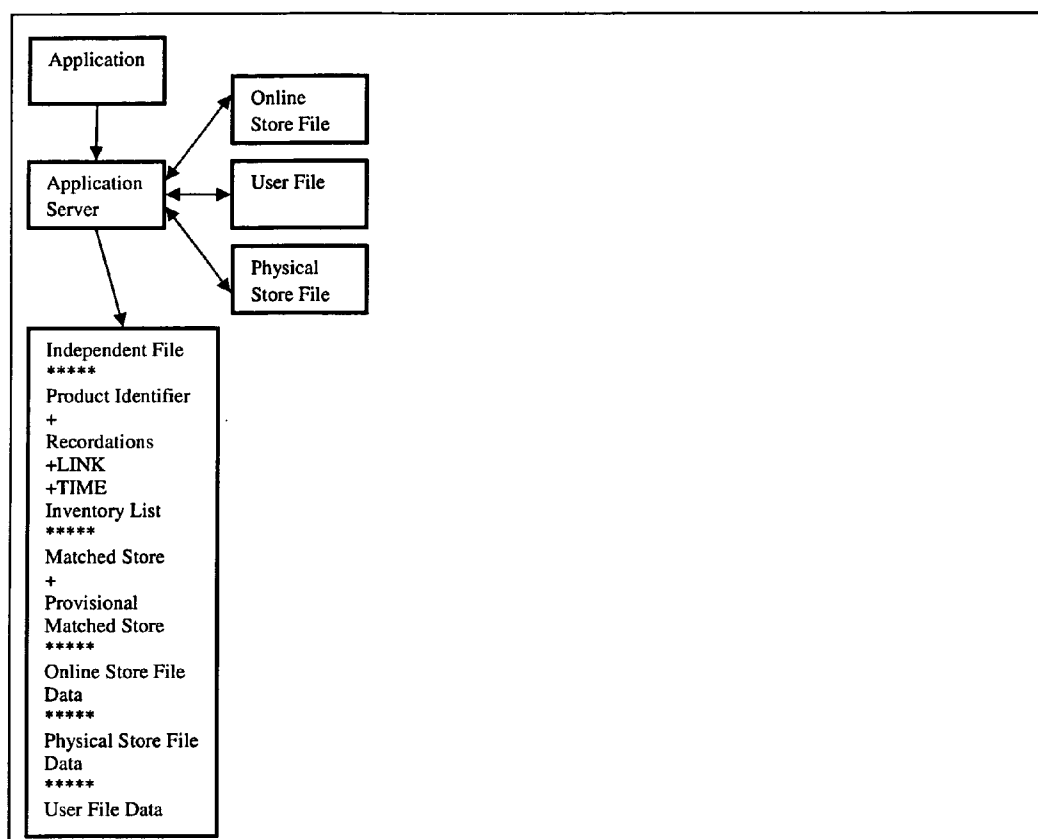 Application
Online
Store File
Application
Server
User File
Physical
Store File
Independent File
*****
Product Identifier
+
Recordations
+LINK
+TIME
Inventory List
*****
Matched Store
+
Provisional
Matched Store
*****
Online Store File
Data
*****
Physical Store File
Data
*****
User File Data